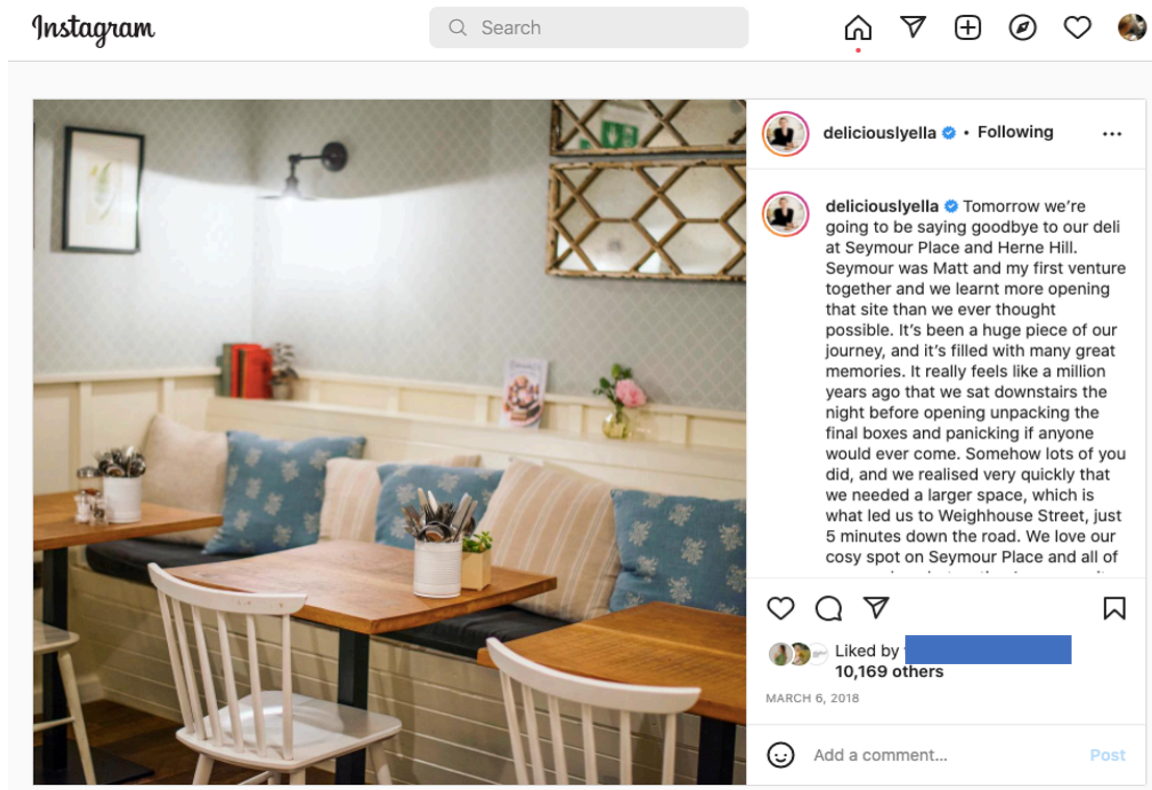 Instagram
Search
deliciouslyella • Following
deliciouslyella Tomorrow we’re
going to be saying goodbye to our deli
at Seymour Place and Herne Hill.
Seymour was Matt and my first venture
together and we learnt more opening
that site than we ever thought
possible. It’s been a huge piece of our
journey, and it’s filled with many great
memories. It really feels like a million
years ago that we sat downstairs the
night before opening unpacking the
final boxes and panicking if anyone
would ever come. Somehow lots of you
did, and we realised very quickly that
we needed a larger space, which is
what led us to Weighhouse Street, just
5 minutes down the road. We love our
cosy spot on Seymour Place and all of
Liked by
10,169 others
MARCH 6, 2018
Add a comment...
Post